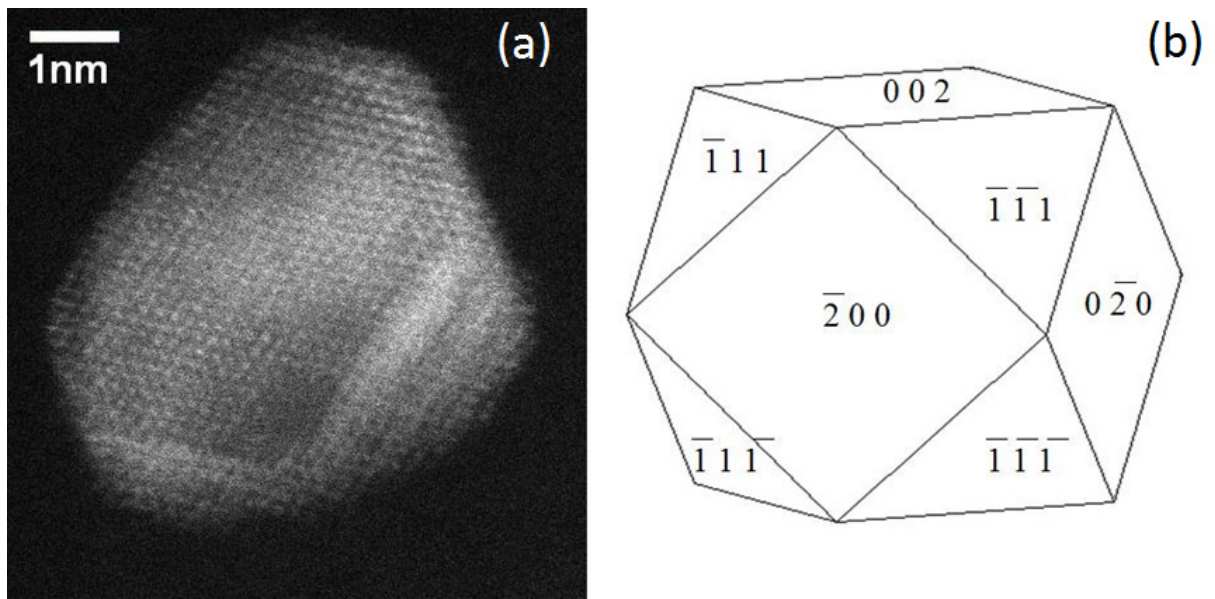 (a)
1nm
(b)
0 0 2
1̅ 1 1
1̅ 1̅ 1
2̅ 0 0
0 2̅ 0
1̅ 1 1̅
1̅ 1̅ 1̅